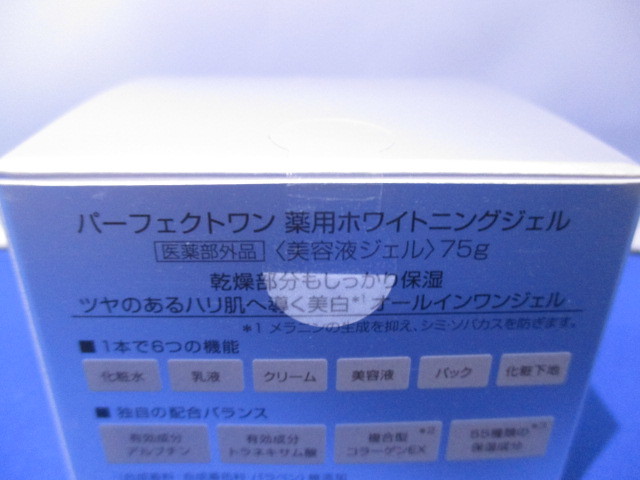 パーフェクトワン 薬用ホワイトニングジェル
医薬部外品 〈美容液ジェル〉75g
乾燥部分もしっかり保湿
ツヤのあるハリ肌へ導く美白*1オールインワンジェル
*1 メラニンの生成を抑え、シミ・ソバカスを防ぎます。
■ 1本で6つの機能
化粧水 乳液 クリーム 美容液 パック 化粧下地
■ 独自の配合バランス
有効成分 有効成分 複合型*2 55種類の*3
アルブチン トラネキサム酸 コラーゲンEX 保湿成分